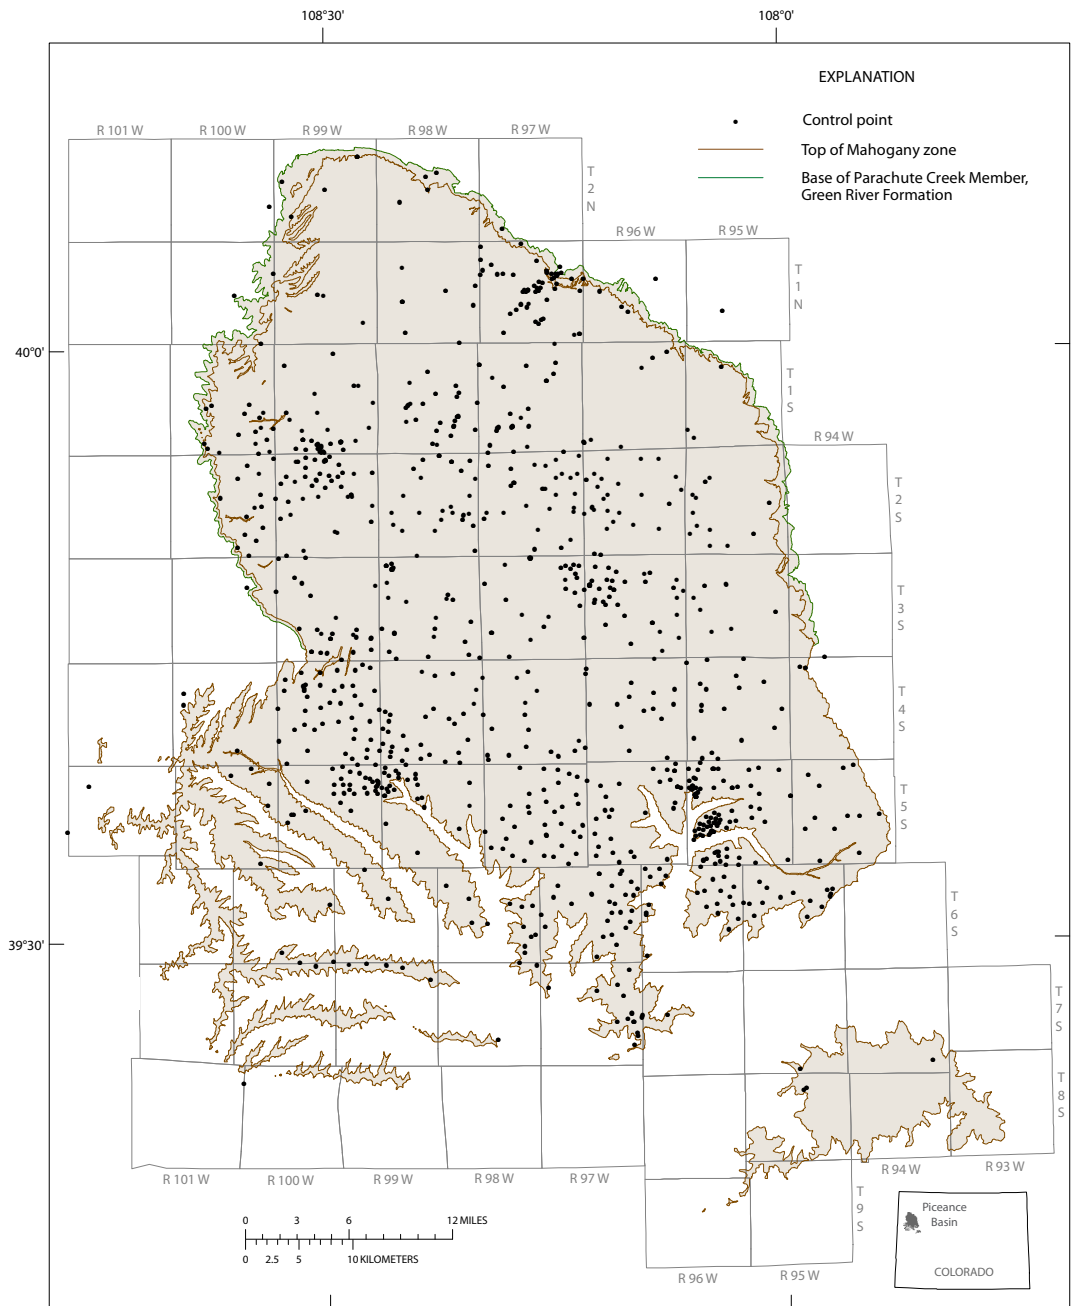 108°30'
108°0'
EXPLANATION
Control point
Top of Mahogany zone
Base of Parachute Creek Member,
Green River Formation
R 101 W
R 100 W
R 99 W
R 98 W
R 97 W
T
2
N
R 96 W
R 95 W
T
1
N
40°0'
T
1
S
R 94 W
T
2
S
T
3
S
T
4
S
T
5
S
T
6
S
39°30'
T
7
S
T
8
S
R 101 W
R 100 W
R 99 W
R 98 W
R 97 W
R 94 W
R 93 W
T
9
S
0 3 6 12 MILES
0 2.5 5 10 KILOMETERS
R 96 W
R 95 W
Piceance
Basin
COLORADO